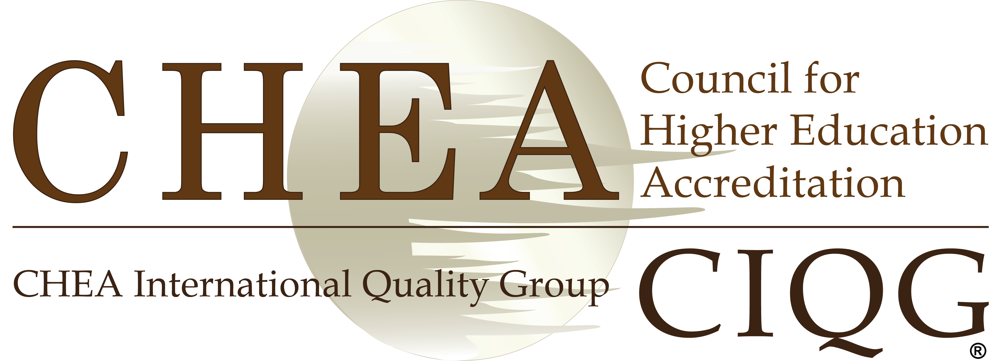 CHEA
Council for
Higher Education
Accreditation
CHEA International Quality Group
CIQG
®